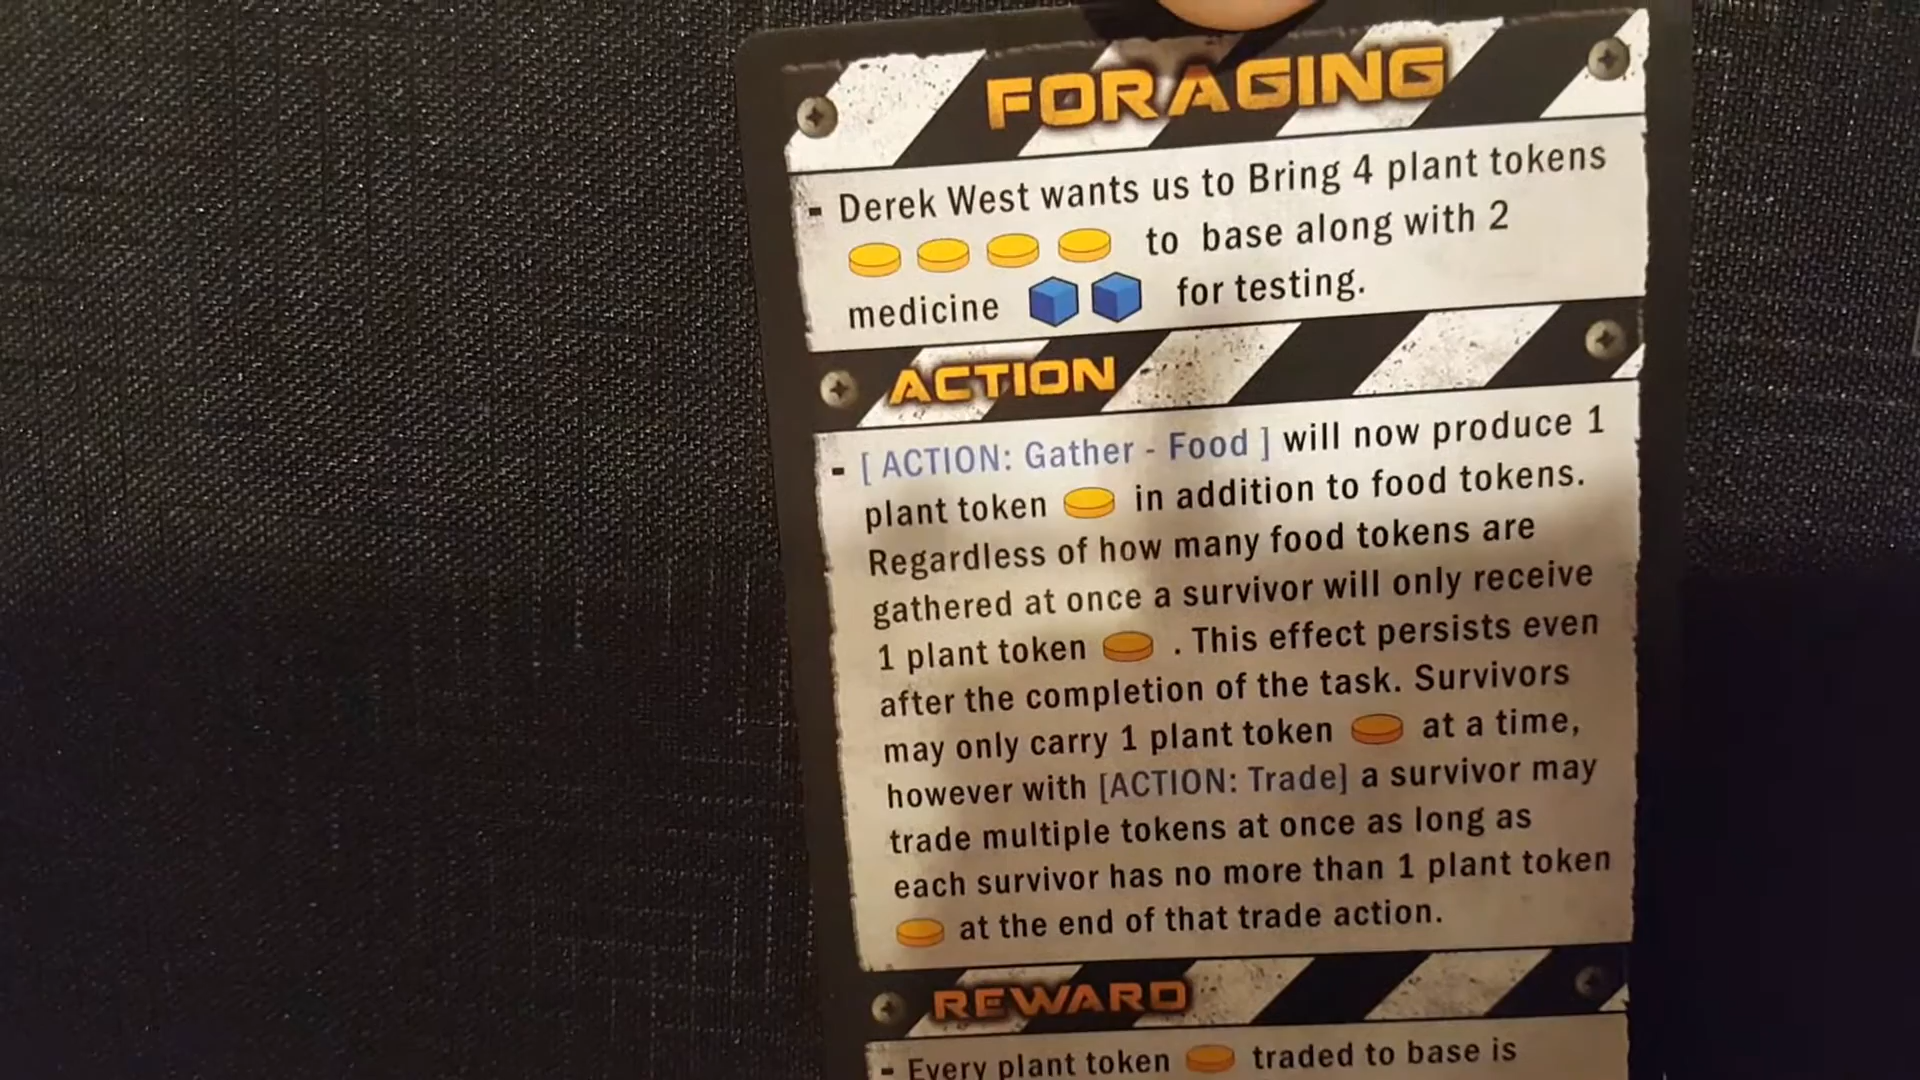 FORAGING
- Derek West wants us to Bring 4 plant tokens
to base along with 2
medicine for testing.
ACTION
- [ ACTION: Gather - Food ] will now produce 1
plant token in addition to food tokens.
Regardless of how many food tokens are
gathered at once a survivor will only receive
1 plant token . This effect persists even
after the completion of the task. Survivors
may only carry 1 plant token at a time,
however with [ACTION: Trade] a survivor may
trade multiple tokens at once as long as
each survivor has no more than 1 plant token
at the end of that trade action.
REWARD
- Every plant token traded to base is